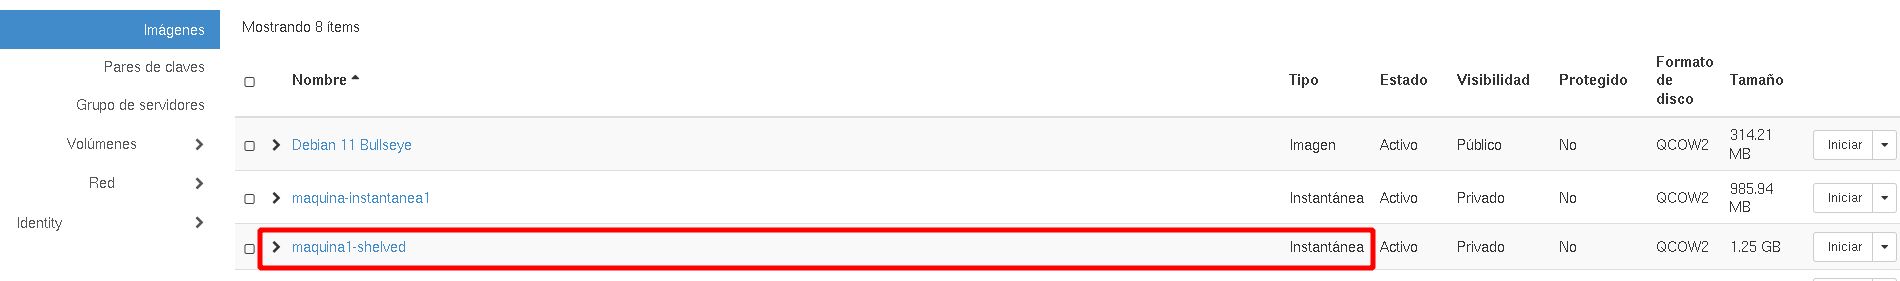 Imágenes
Pares de claves
Grupo de servidores
Volúmenes
Red
Identity
Mostrando 8 ítems
Nombre Tipo Estado Visibilidad Protegido Formato de disco Tamaño
Debian 11 Bullseye Imagen Activo Público No QCOW2 314.21 MB Iniciar
maquina-instantanea1 Instantánea Activo Privado No QCOW2 985.94 MB Iniciar
maquina1-shelved Instantánea Activo Privado No QCOW2 1.25 GB Iniciar